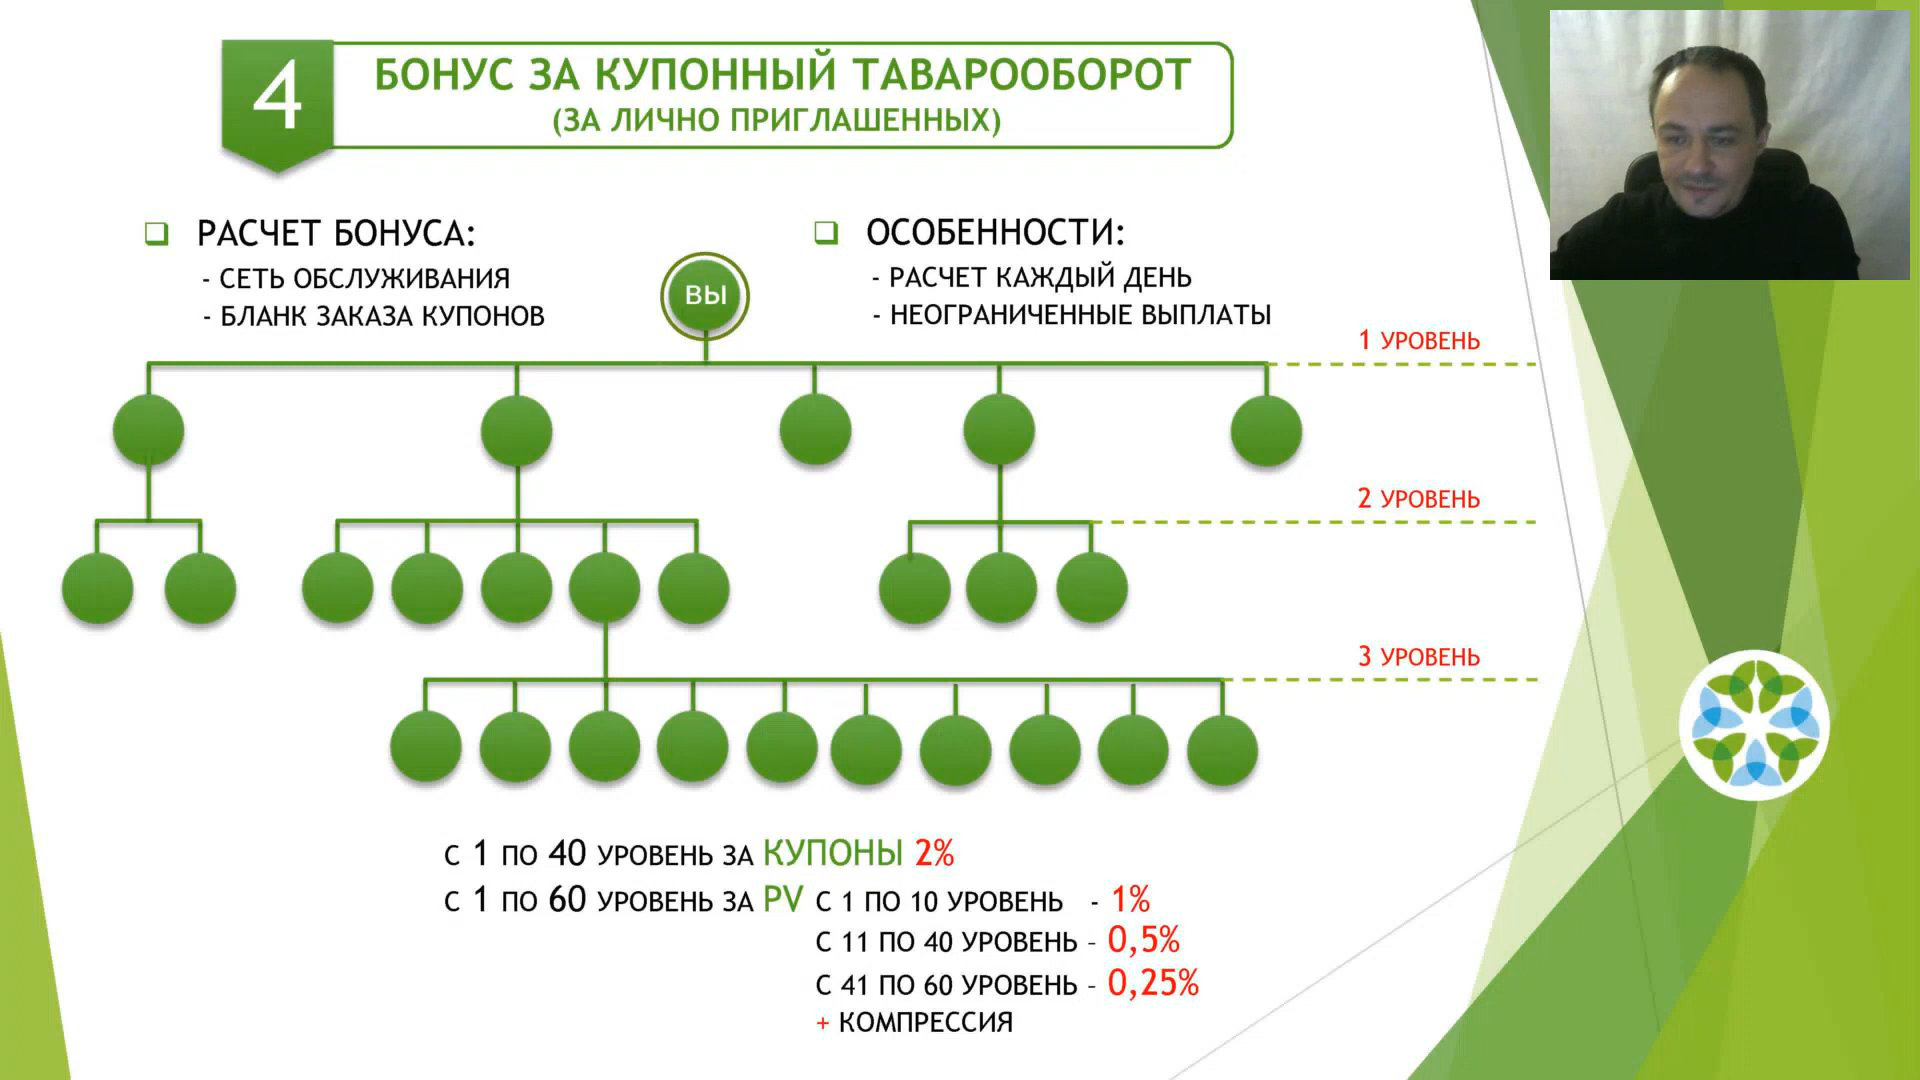 4
БОНУС ЗА КУПОННЫЙ ТАВАРООБОРОТ
(ЗА ЛИЧНО ПРИГЛАШЕННЫХ)
РАСЧЕТ БОНУСА:
- СЕТЬ ОБСЛУЖИВАНИЯ
- БЛАНК ЗАКАЗА КУПОНОВ
ВЫ
ОСОБЕННОСТИ:
- РАСЧЕТ КАЖДЫЙ ДЕНЬ
- НЕОГРАНИЧЕННЫЕ ВЫПЛАТЫ
1 УРОВЕНЬ
2 УРОВЕНЬ
3 УРОВЕНЬ
С 1 ПО 40 УРОВЕНЬ ЗА КУПОНЫ 2%
С 1 ПО 60 УРОВЕНЬ ЗА PV С 1 ПО 10 УРОВЕНЬ - 1%
С 11 ПО 40 УРОВЕНЬ - 0,5%
С 41 ПО 60 УРОВЕНЬ - 0,25%
+ КОМПРЕССИЯ